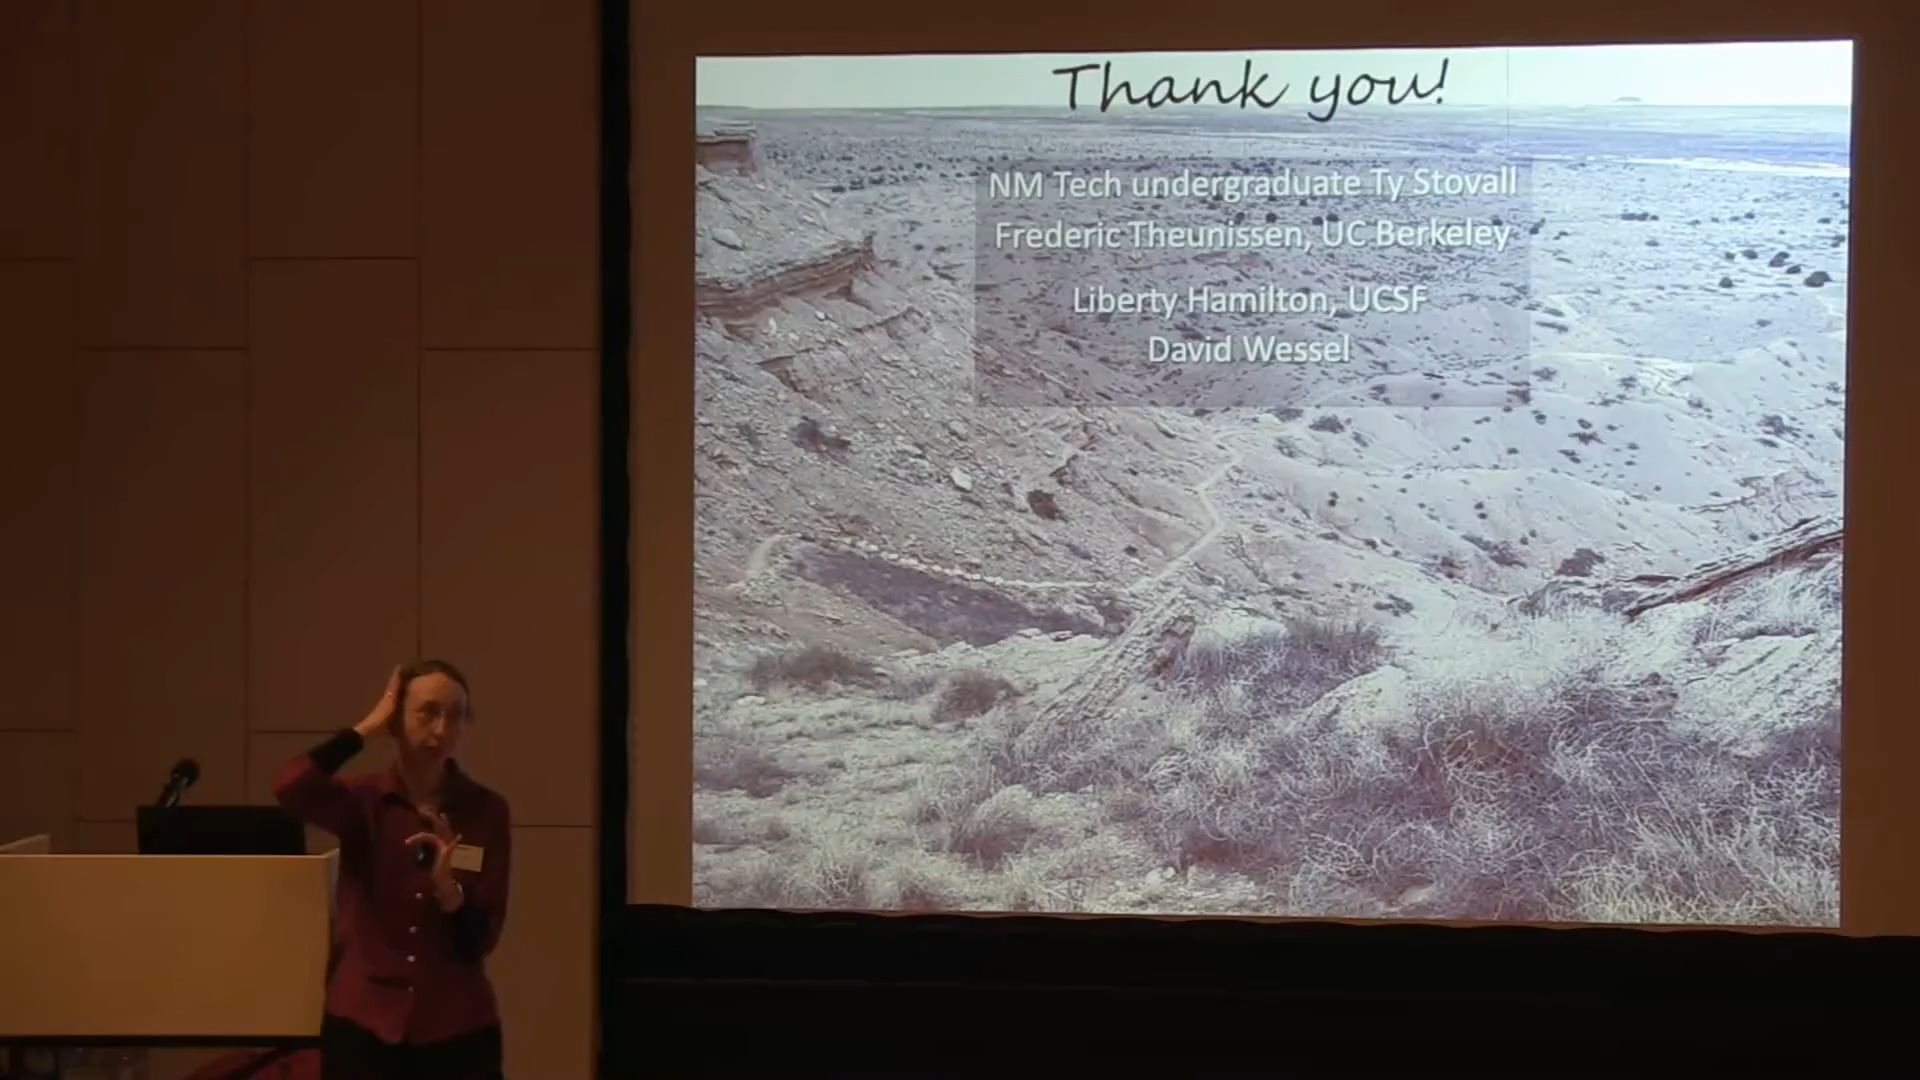 Thank you!
NM Tech undergraduate Ty Stovall
Frederic Theunissen, UC Berkeley
Liberty Hamilton, UCSF
David Wessel